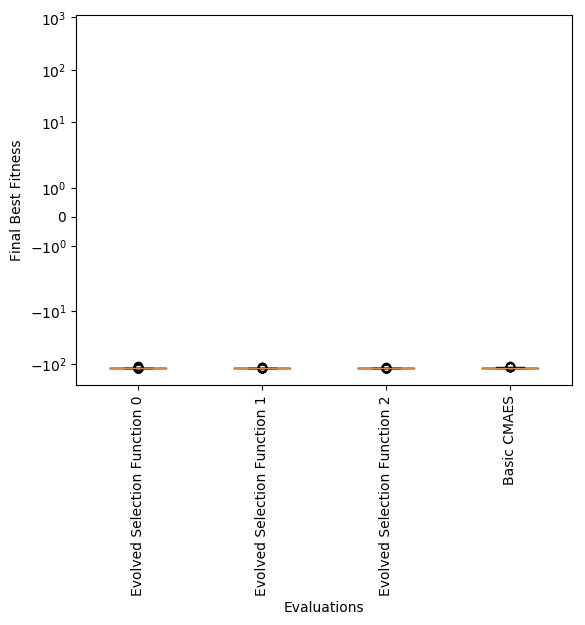 Final Best Fitness
10³
10²
10¹
10⁰
0
−10⁰
−10¹
−10²
Evolved Selection Function 0
Evolved Selection Function 1
Evolved Selection Function 2
Basic CMAES
Evaluations